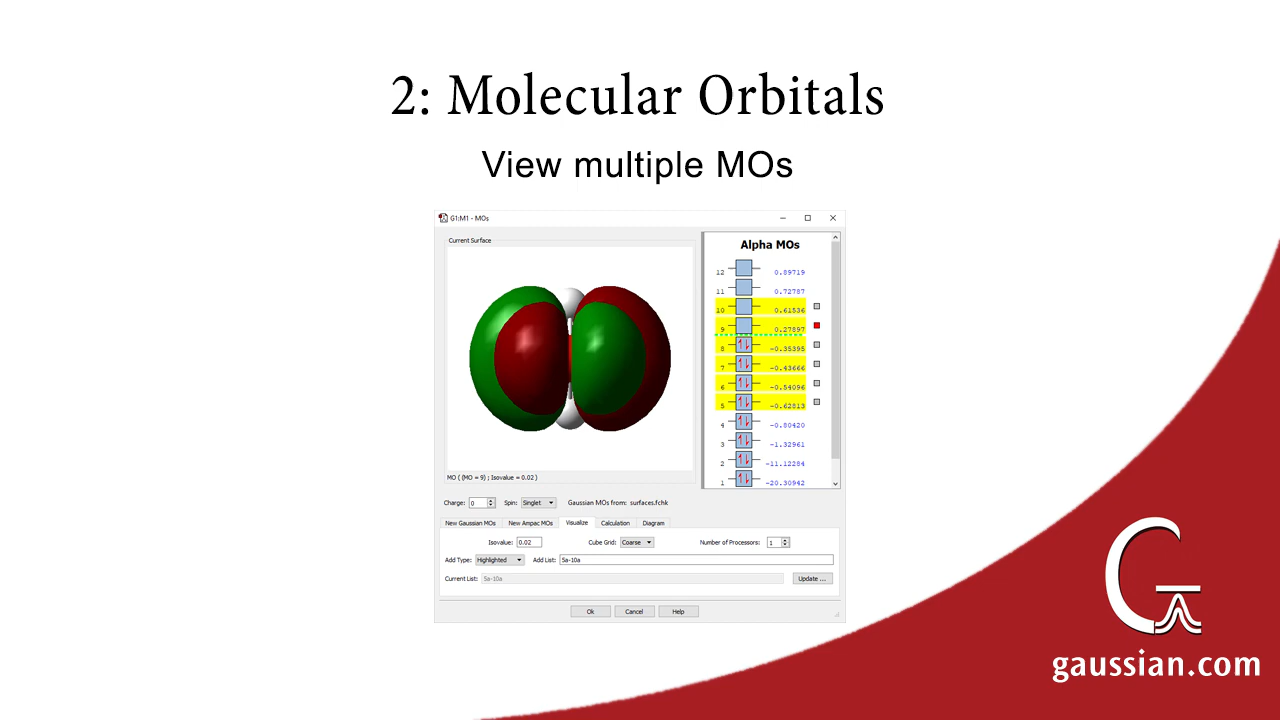 2: Molecular Orbitals
View multiple MOs
G1:M1 - MOs
Current Surface
Alpha MOs
12 0.89719
11 0.72787
10 0.61536
9 0.27897
8 -0.35395
7 -0.43666
6 -0.54096
5 -0.62813
4 -0.80420
3 -1.32961
2 -11.12284
1 -20.30942
MO ( (MO = 9) ; Isovalue = 0.02 )
Charge: 0 Spin: Singlet Gaussian MOs from: surfaces.fchk
New Gaussian MOs New Ampac MOs Visualize Calculation Diagram
Isovalue: 0.02 Cube Grid: Coarse Number of Processors: 1
Add Type: Highlighted Add List: 5a-10a
Current List: 5a-10a Update ...
Ok Cancel Help
gaussian.com